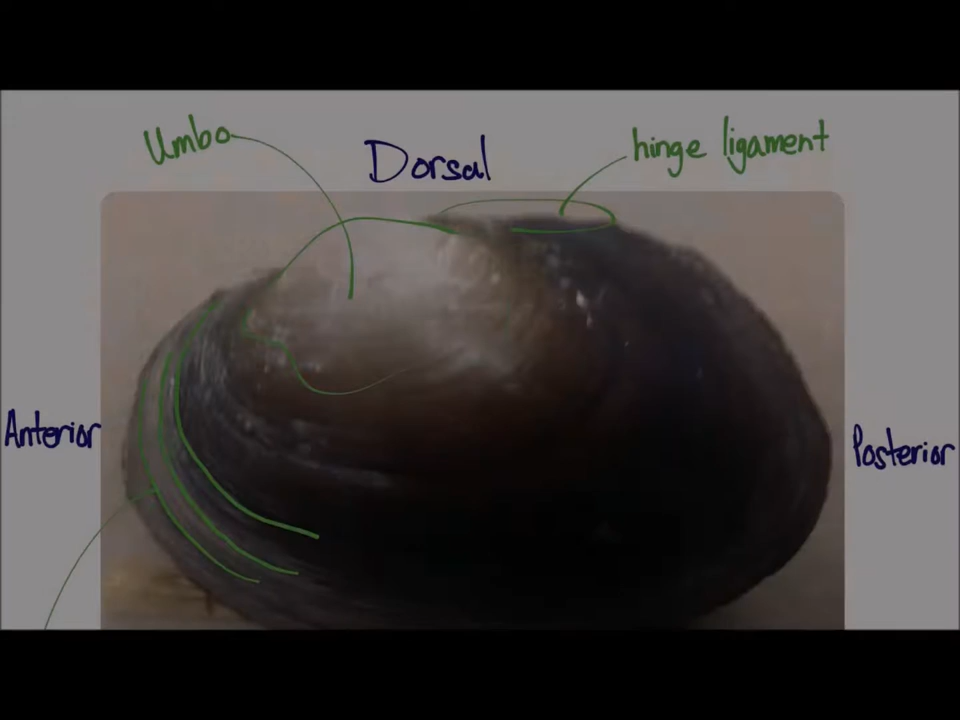 Umbo
Dorsal
hinge ligament
Anterior
Posterior